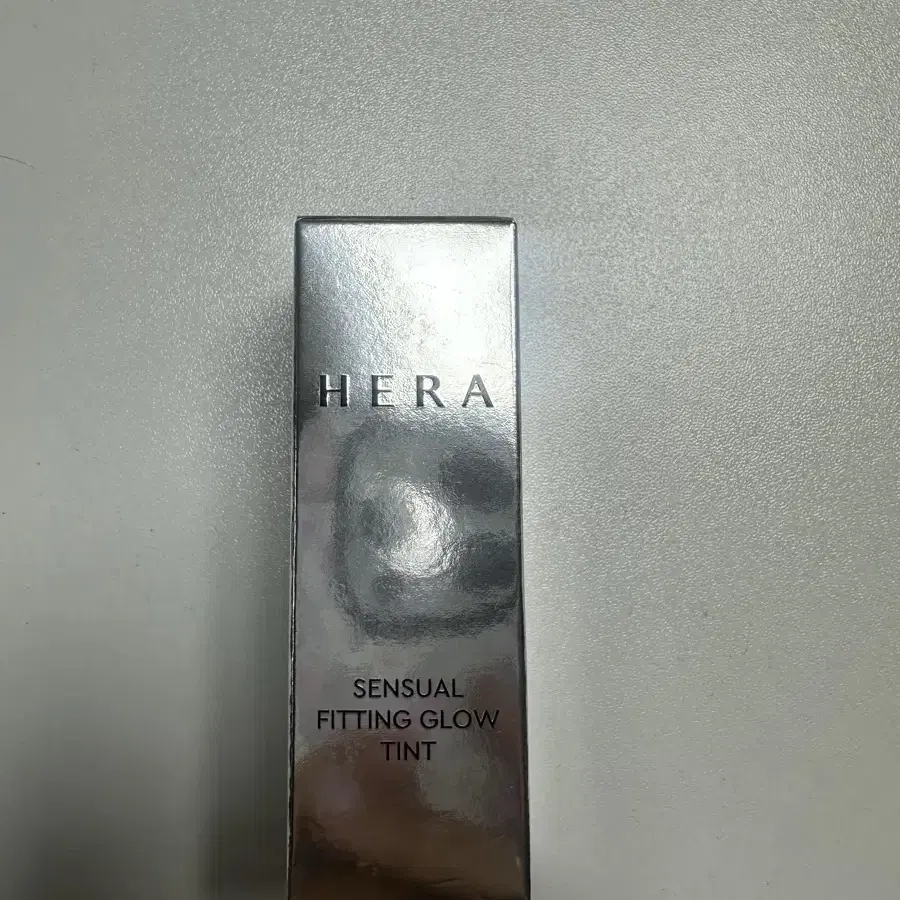 HERA
SENSUAL
FITTING GLOW
TINT